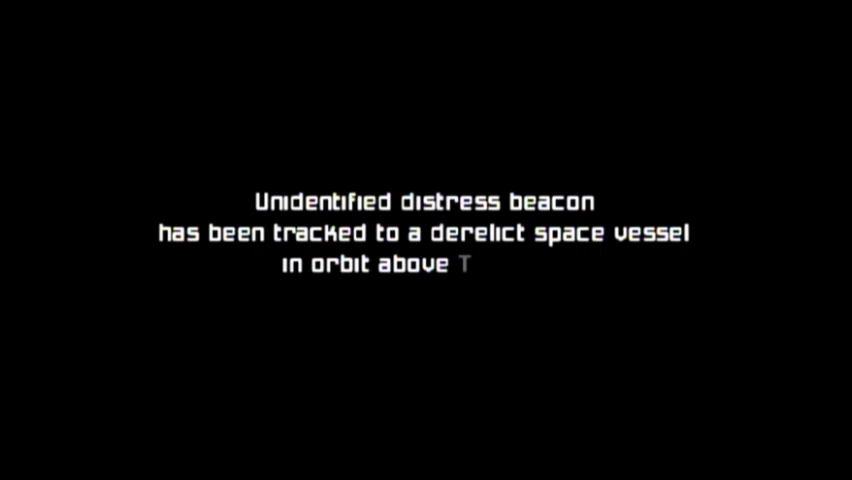 Unidentified distress beacon
has been tracked to a derelict space vessel
in orbit above T